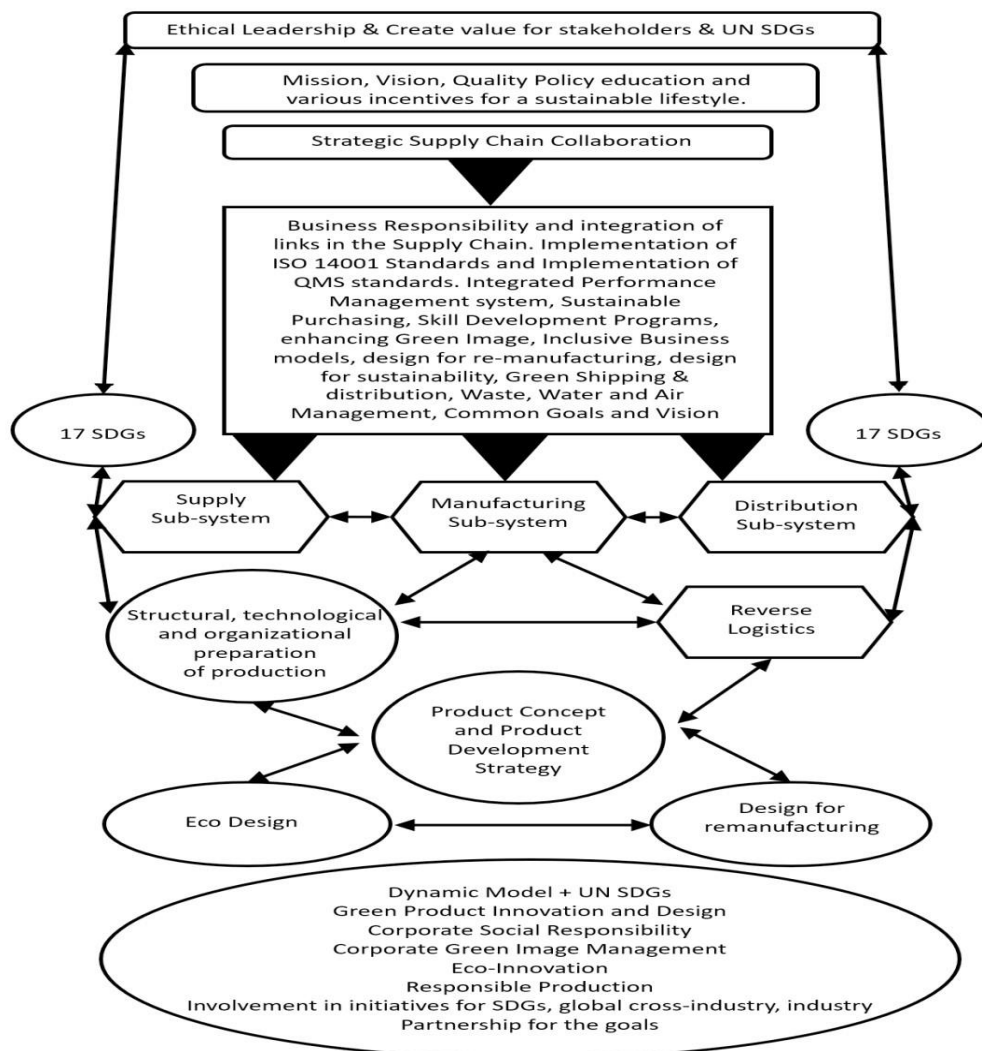 Ethical Leadership & Create value for stakeholders & UN SDGs
Mission, Vision, Quality Policy education and
various incentives for a sustainable lifestyle.
Strategic Supply Chain Collaboration
Business Responsibility and integration of
links in the Supply Chain. Implementation of
ISO 14001 Standards and Implementation of
QMS standards. Integrated Performance
Management system, Sustainable
Purchasing, Skill Development Programs,
enhancing Green Image, Inclusive Business
models, design for re-manufacturing, design
for sustainability, Green Shipping &
distribution, Waste, Water and Air
Management, Common Goals and Vision
17 SDGs
17 SDGs
Supply
Sub-system
Manufacturing
Sub-system
Distribution
Sub-system
Structural, technological
and organizational
preparation
of production
Reverse
Logistics
Product Concept
and Product
Development
Strategy
Eco Design
Design for
remanufacturing
Dynamic Model + UN SDGs
Green Product Innovation and Design
Corporate Social Responsibility
Corporate Green Image Management
Eco-Innovation
Responsible Production
Involvement in initiatives for SDGs, global cross-industry, industry
Partnership for the goals